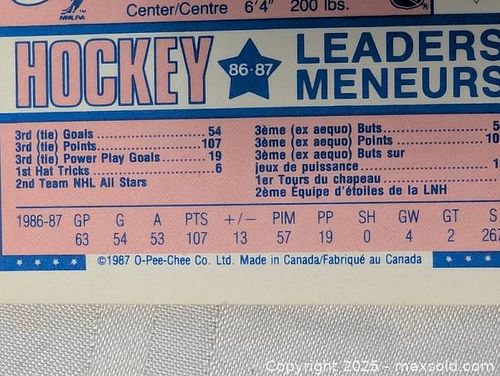 Center/Centre 6'4" 200 lbs.
HOCKEY
86·87
LEADERS
MENEURS
3rd (tie) Goals 54
3rd (tie) Points 107
3rd (tie) Power Play Goals 19
1st Hat Tricks 6
2nd Team NHL All Stars
3ème (ex aequo) Buts 5
3ème (ex aequo) Points 10
3ème (ex aequo) Buts sur
jeux de puissance 1
1er Tours du chapeau
2ème Équipe d'étoiles de la LNH
1986-87 GP G A PTS +/- PIM PP SH GW GT S
63 54 53 107 13 57 19 0 4 2 267
©1987 O-Pee-Chee Co. Ltd. Made in Canada/Fabriqué au Canada
Copyright 2025 - maxsold.com